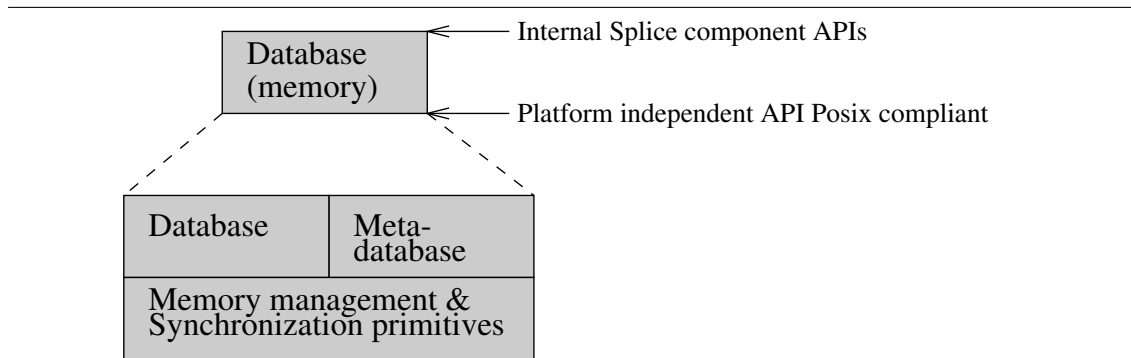 Database
(memory)
Internal Splice component APIs
Platform independent API Posix compliant
Database
Meta-
database
Memory management &
Synchronization primitives